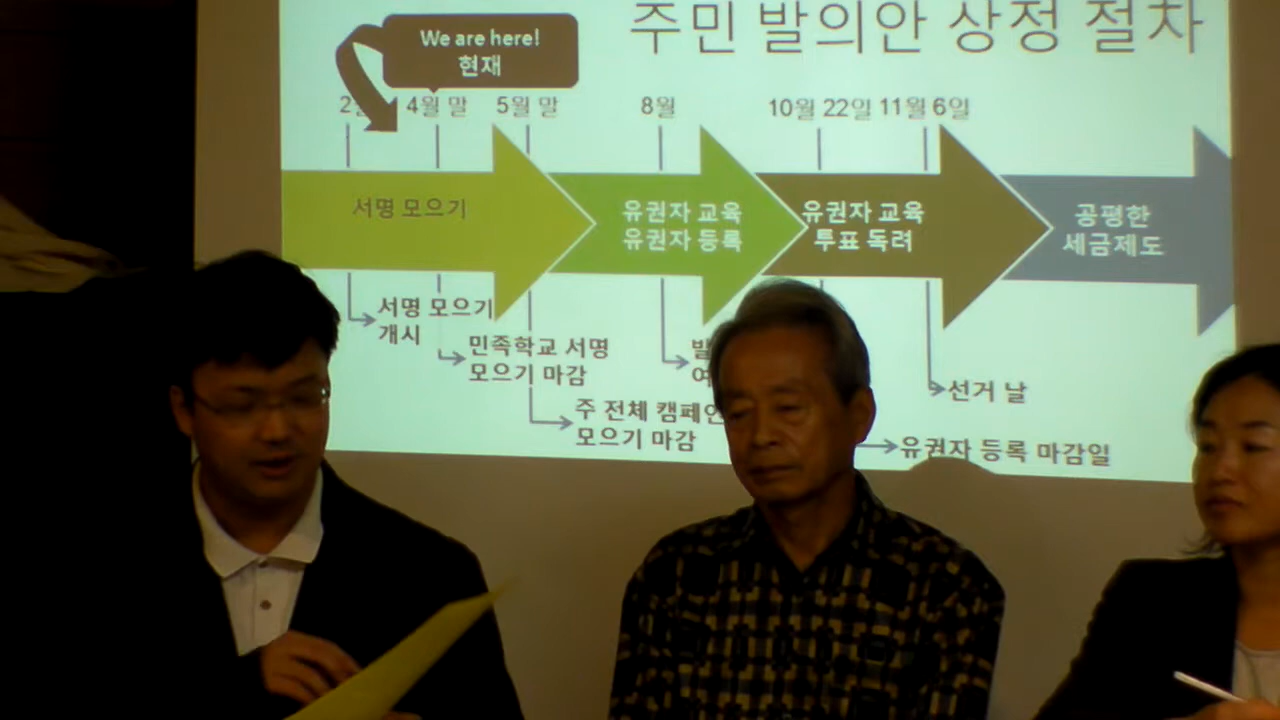 주민 발의안 상정 절차
We are here!
현재
4월 말
5월 말
8월
10월 22일
11월 6일
서명 모으기
유권자 교육
유권자 등록
유권자 교육
투표 독려
공평한
세금제도
서명 모으기
개시
민족학교 서명
모으기 마감
주 전체
모으기 마감
선거 날
유권자 등록 마감일